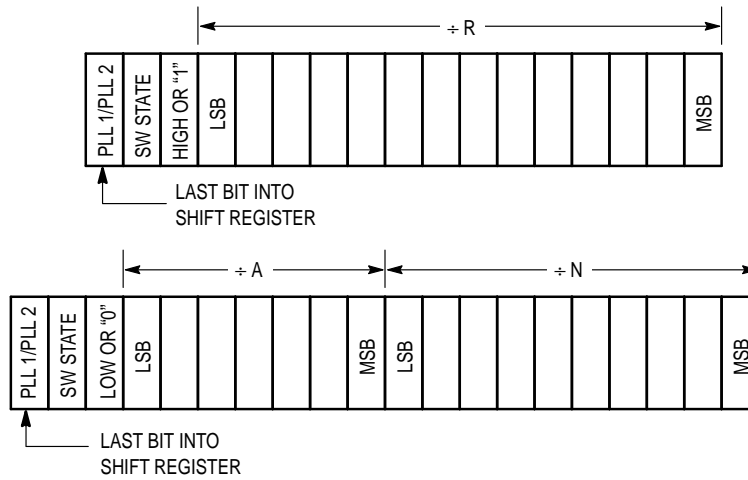 ÷ R
PLL 1/PLL 2
SW STATE
HIGH OR “1”
LSB
MSB
LAST BIT INTO
SHIFT REGISTER
÷ A
÷ N
PLL 1/PLL 2
SW STATE
LOW OR “0”
LSB
MSB
LSB
MSB
LAST BIT INTO
SHIFT REGISTER